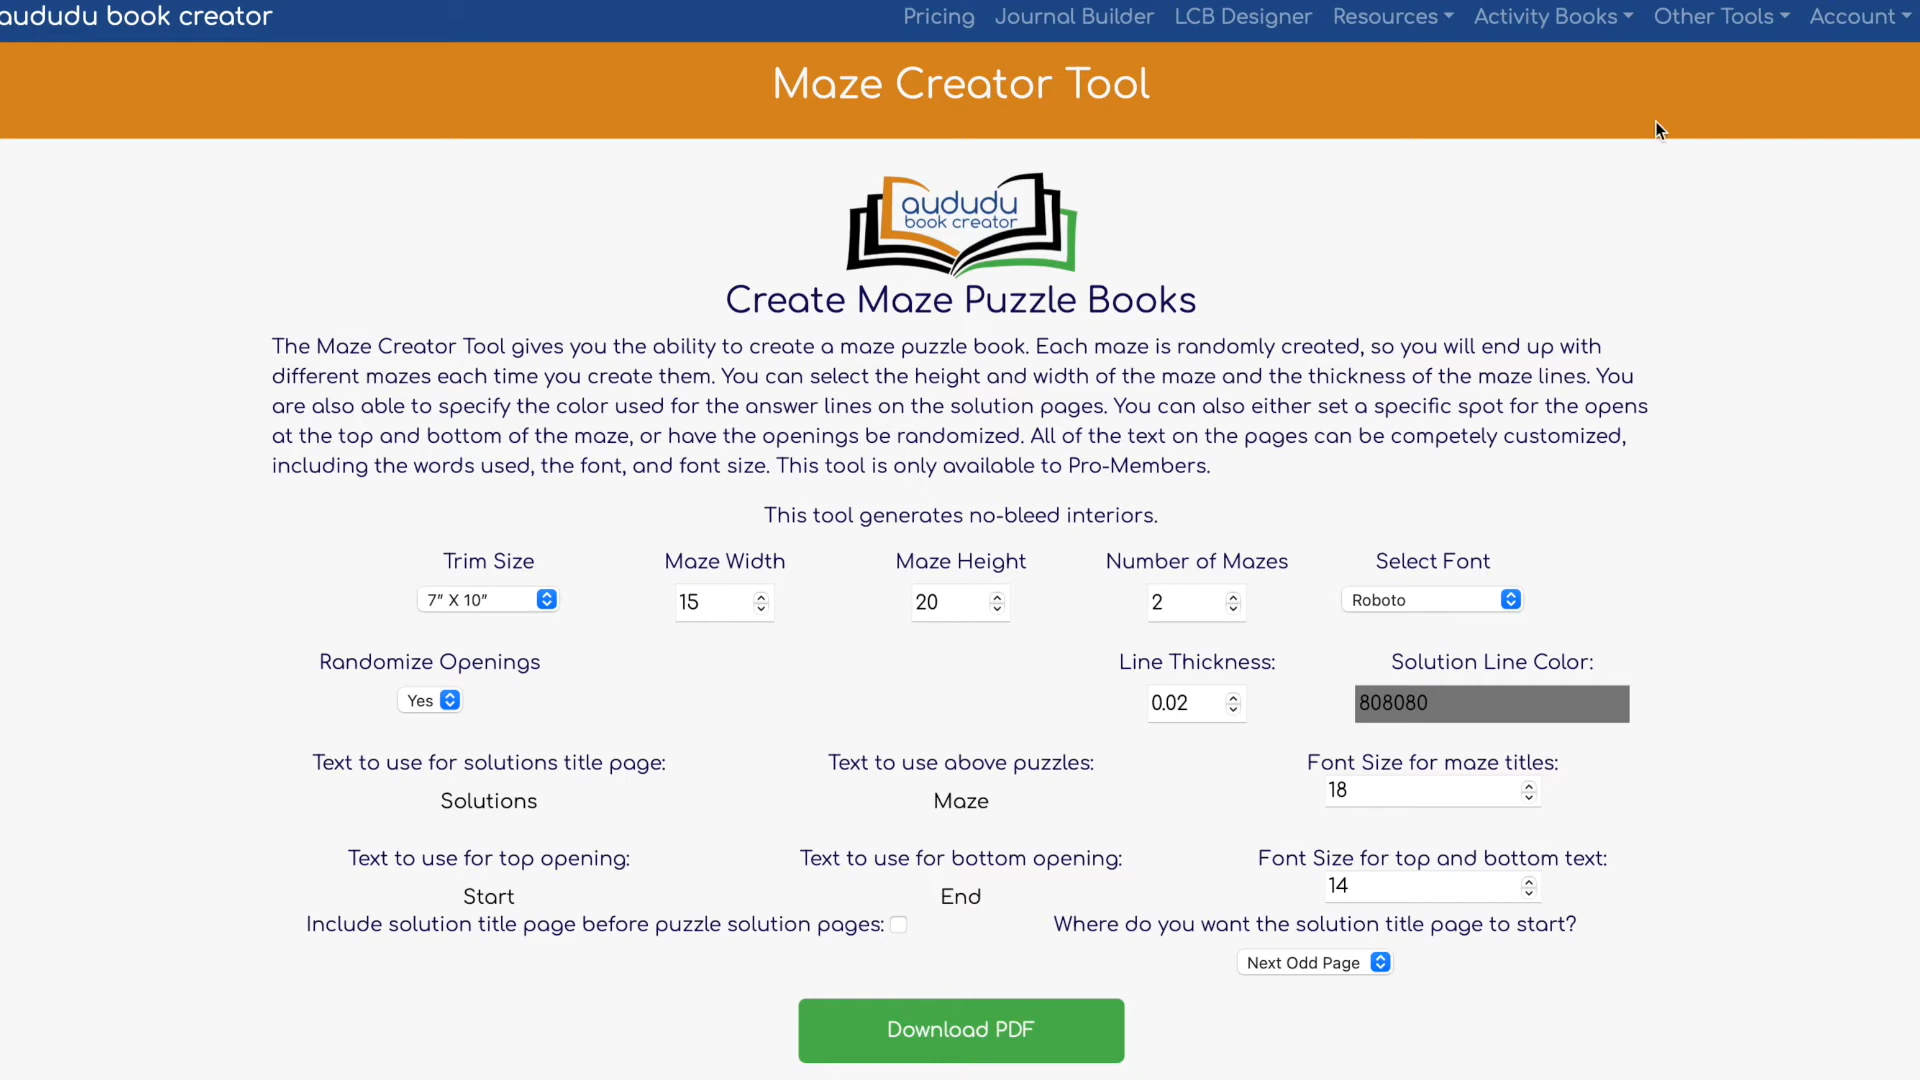 aududu book creator
Pricing Journal Builder LCB Designer Resources Activity Books Other Tools Account
Maze Creator Tool
aududu
book creator
Create Maze Puzzle Books
The Maze Creator Tool gives you the ability to create a maze puzzle book. Each maze is randomly created, so you will end up with
different mazes each time you create them. You can select the height and width of the maze and the thickness of the maze lines. You
are also able to specify the color used for the answer lines on the solution pages. You can also either set a specific spot for the opens
at the top and bottom of the maze, or have the openings be randomized. All of the text on the pages can be competely customized,
including the words used, the font, and font size. This tool is only available to Pro-Members.
This tool generates no-bleed interiors.
Trim Size Maze Width Maze Height Number of Mazes Select Font
7" X 10" 15 20 2 Roboto
Randomize Openings Line Thickness: Solution Line Color:
Yes 0.02 808080
Text to use for solutions title page: Text to use above puzzles: Font Size for maze titles:
Solutions Maze 18
Text to use for top opening: Text to use for bottom opening: Font Size for top and bottom text:
Start End 14
Include solution title page before puzzle solution pages: Where do you want the solution title page to start?
Next Odd Page
Download PDF